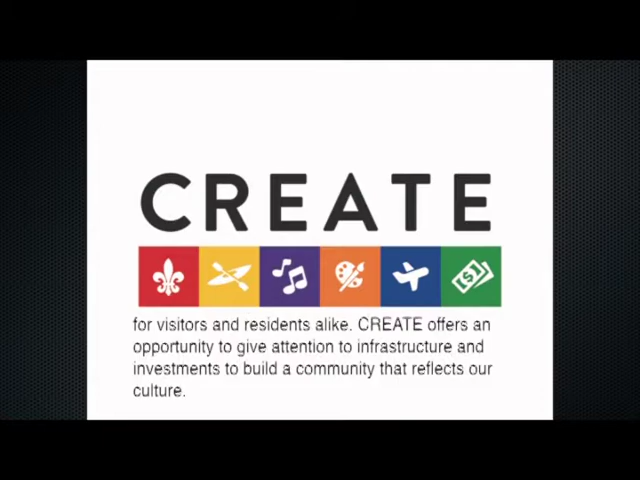 CREATE
for visitors and residents alike. CREATE offers an
opportunity to give attention to infrastructure and
investments to build a community that reflects our
culture.